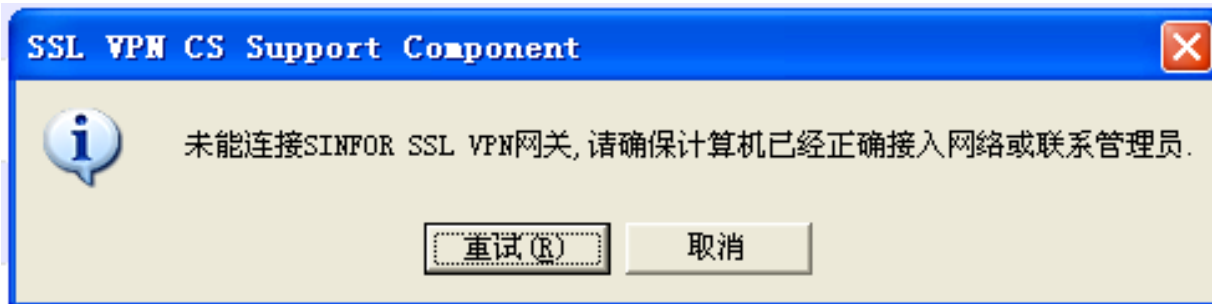 SSL VPN CS Support Component
未能连接SINFOR SSL VPN网关,请确保计算机已经正确接入网络或联系管理员.
重试(R)
取消